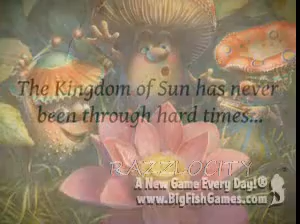 The Kingdom of Sun has never
been through hard times...
RAZZLOCITY
A New Game Every Day!®
www.BigFishGames.com